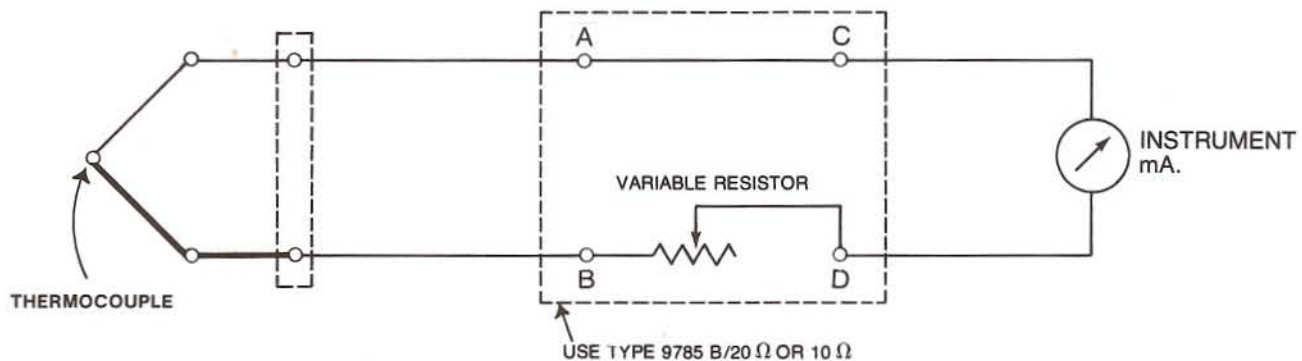 A
C
INSTRUMENT
mA.
VARIABLE RESISTOR
B
D
THERMOCOUPLE
USE TYPE 9785 B/20 Ω OR 10 Ω